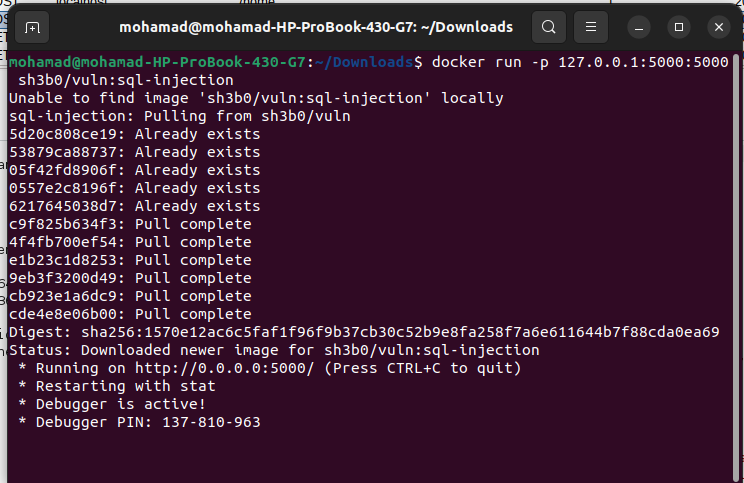 localhost
/home
mohamad@mohamad-HP-ProBook-430-G7: ~/Downloads
mohamad@mohamad-HP-ProBook-430-G7:~/Downloads$ docker run -p 127.0.0.1:5000:5000
sh3b0/vuln:sql-injection
Unable to find image 'sh3b0/vuln:sql-injection' locally
sql-injection: Pulling from sh3b0/vuln
5d20c808ce19: Already exists
53879ca88737: Already exists
05f42fd8906f: Already exists
0557e2c8196f: Already exists
6217645038d7: Already exists
c9f825b634f3: Pull complete
4f4fb700ef54: Pull complete
e1b23c1d8253: Pull complete
9eb3f3200d49: Pull complete
cb923e1a6dc9: Pull complete
cde4e8e06b00: Pull complete
Digest: sha256:1570e12ac6c5faf1f96f9b37cb30c52b9e8fa258f7a6e611644b7f88cda0ea69
Status: Downloaded newer image for sh3b0/vuln:sql-injection
* Running on http://0.0.0.0:5000/ (Press CTRL+C to quit)
* Restarting with stat
* Debugger is active!
* Debugger PIN: 137-810-963